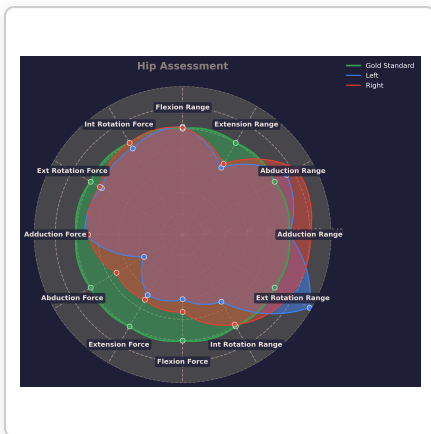 Hip Assessment
Gold Standard
Left
Right
Flexion Range
Int Rotation Force
Extension Range
Ext Rotation Force
Abduction Range
Adduction Force
Adduction Range
Abduction Force
Ext Rotation Range
Extension Force
Int Rotation Range
Flexion Force